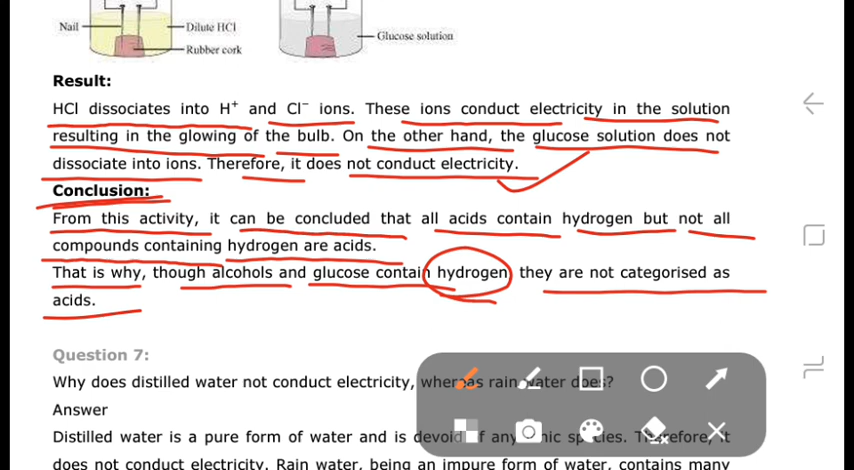 Nail
Dilute HCl
Rubber cork
Glucose solution
Result:
HCl dissociates into H⁺ and Cl⁻ ions. These ions conduct electricity in the solution
resulting in the glowing of the bulb. On the other hand, the glucose solution does not
dissociate into ions. Therefore, it does not conduct electricity.
Conclusion:
From this activity, it can be concluded that all acids contain hydrogen but not all
compounds containing hydrogen are acids.
That is why, though alcohols and glucose contain hydrogen, they are not categorised as
acids.
Question 7:
Why does distilled water not conduct electricity, whereas rain water does?
Answer
Distilled water is a pure form of water and is devoid of any ionic species. Therefore, it
does not conduct electricity. Rain water, being an impure form of water, contains many